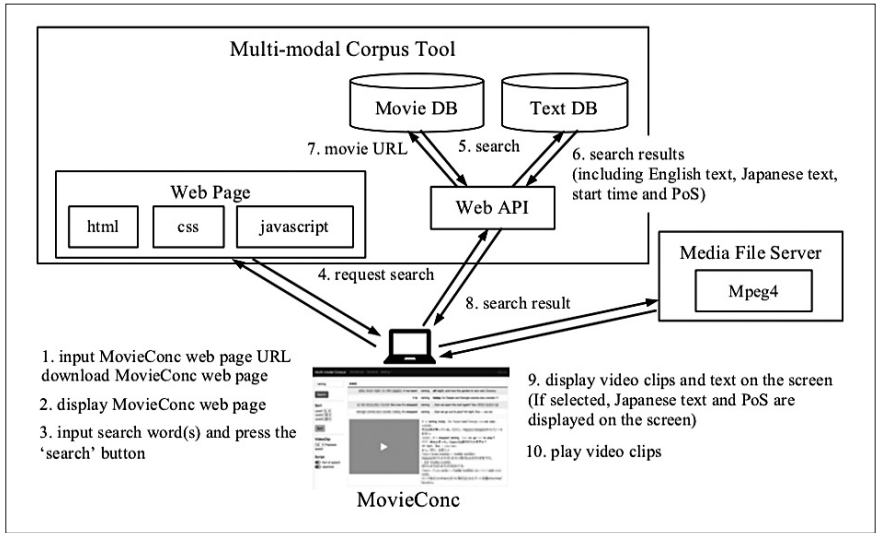 Multi-modal Corpus Tool
Movie DB
Text DB
7. movie URL
5. search
6. search results
(including English text, Japanese text,
start time and PoS)
Web Page
html
css
javascript
Web API
Media File Server
Mpeg4
4. request search
8. search result
1. input MovieConc web page URL
download MovieConc web page
2. display MovieConc web page
3. input search word(s) and press the
‘search’ button
9. display video clips and text on the screen
(If selected, Japanese text and PoS are
displayed on the screen)
10. play video clips
MovieConc